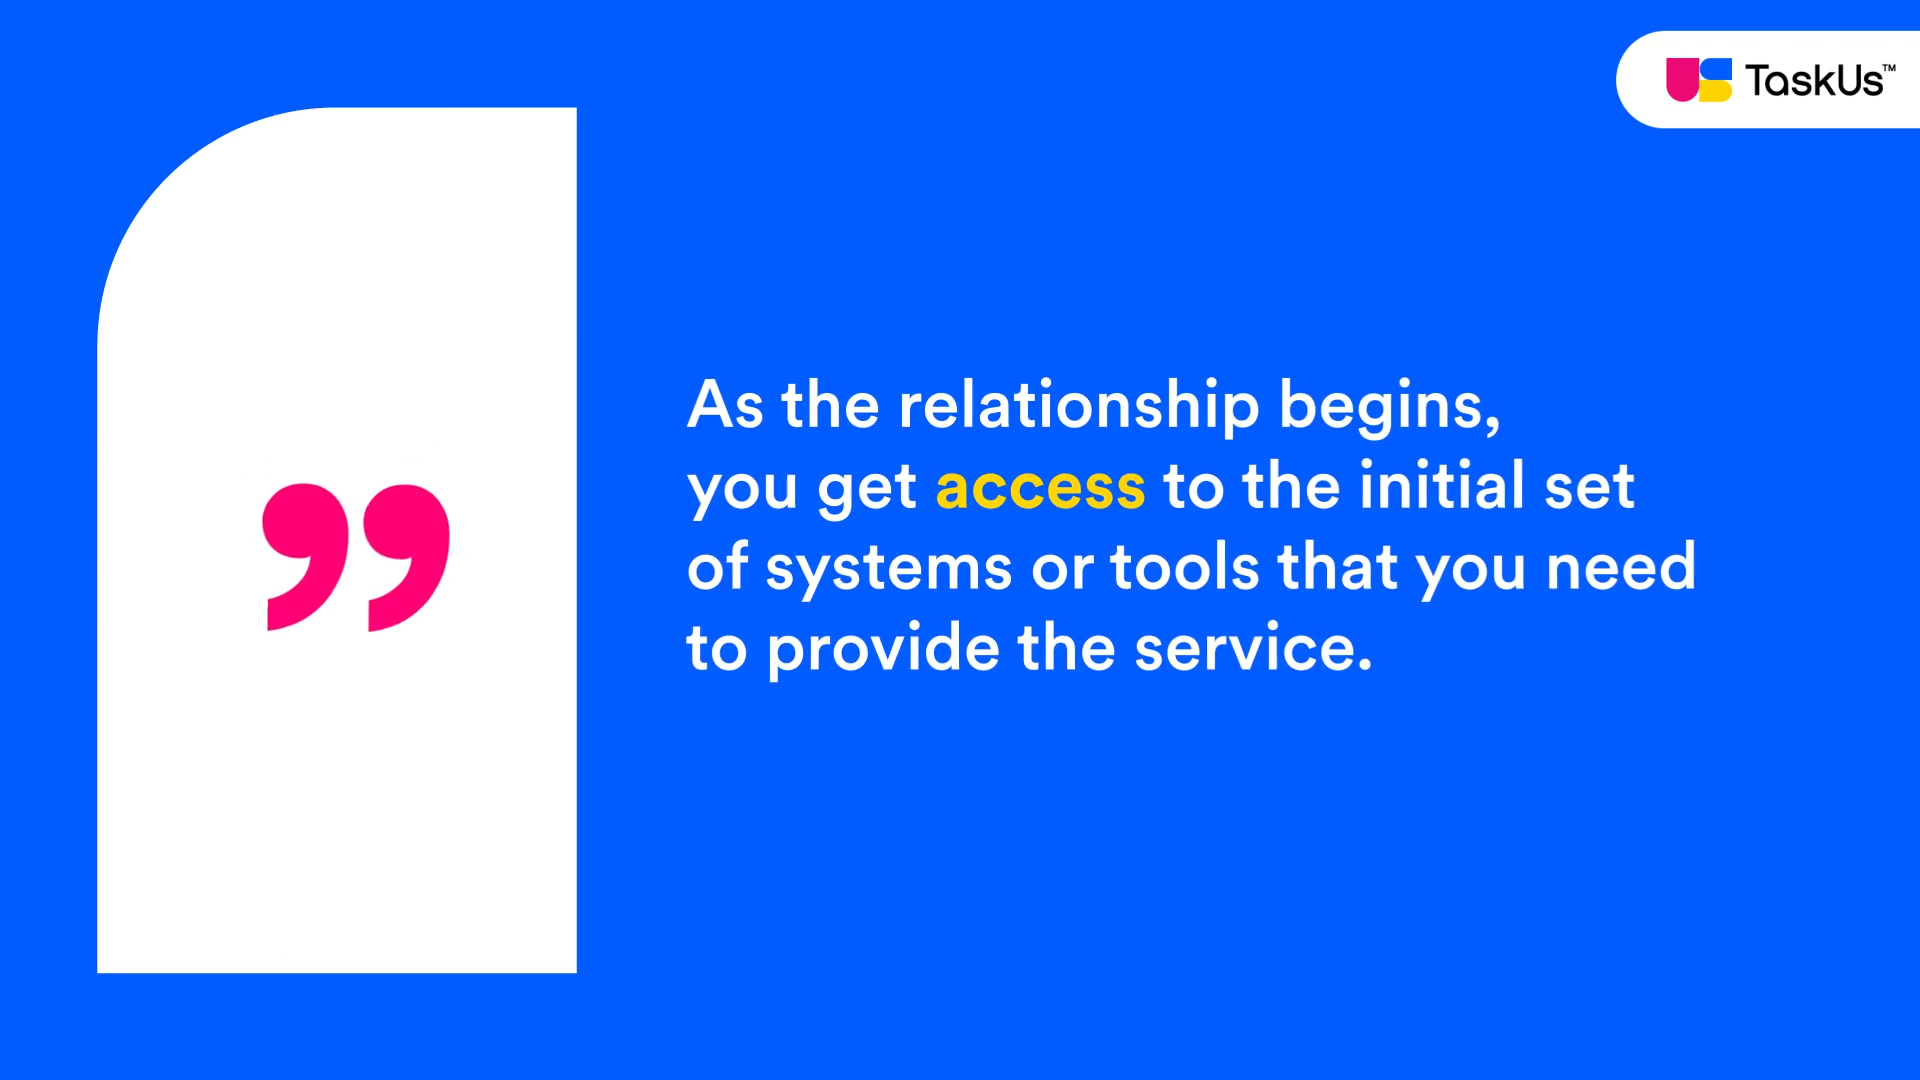 TaskUs™
”
As the relationship begins,
you get access to the initial set
of systems or tools that you need
to provide the service.